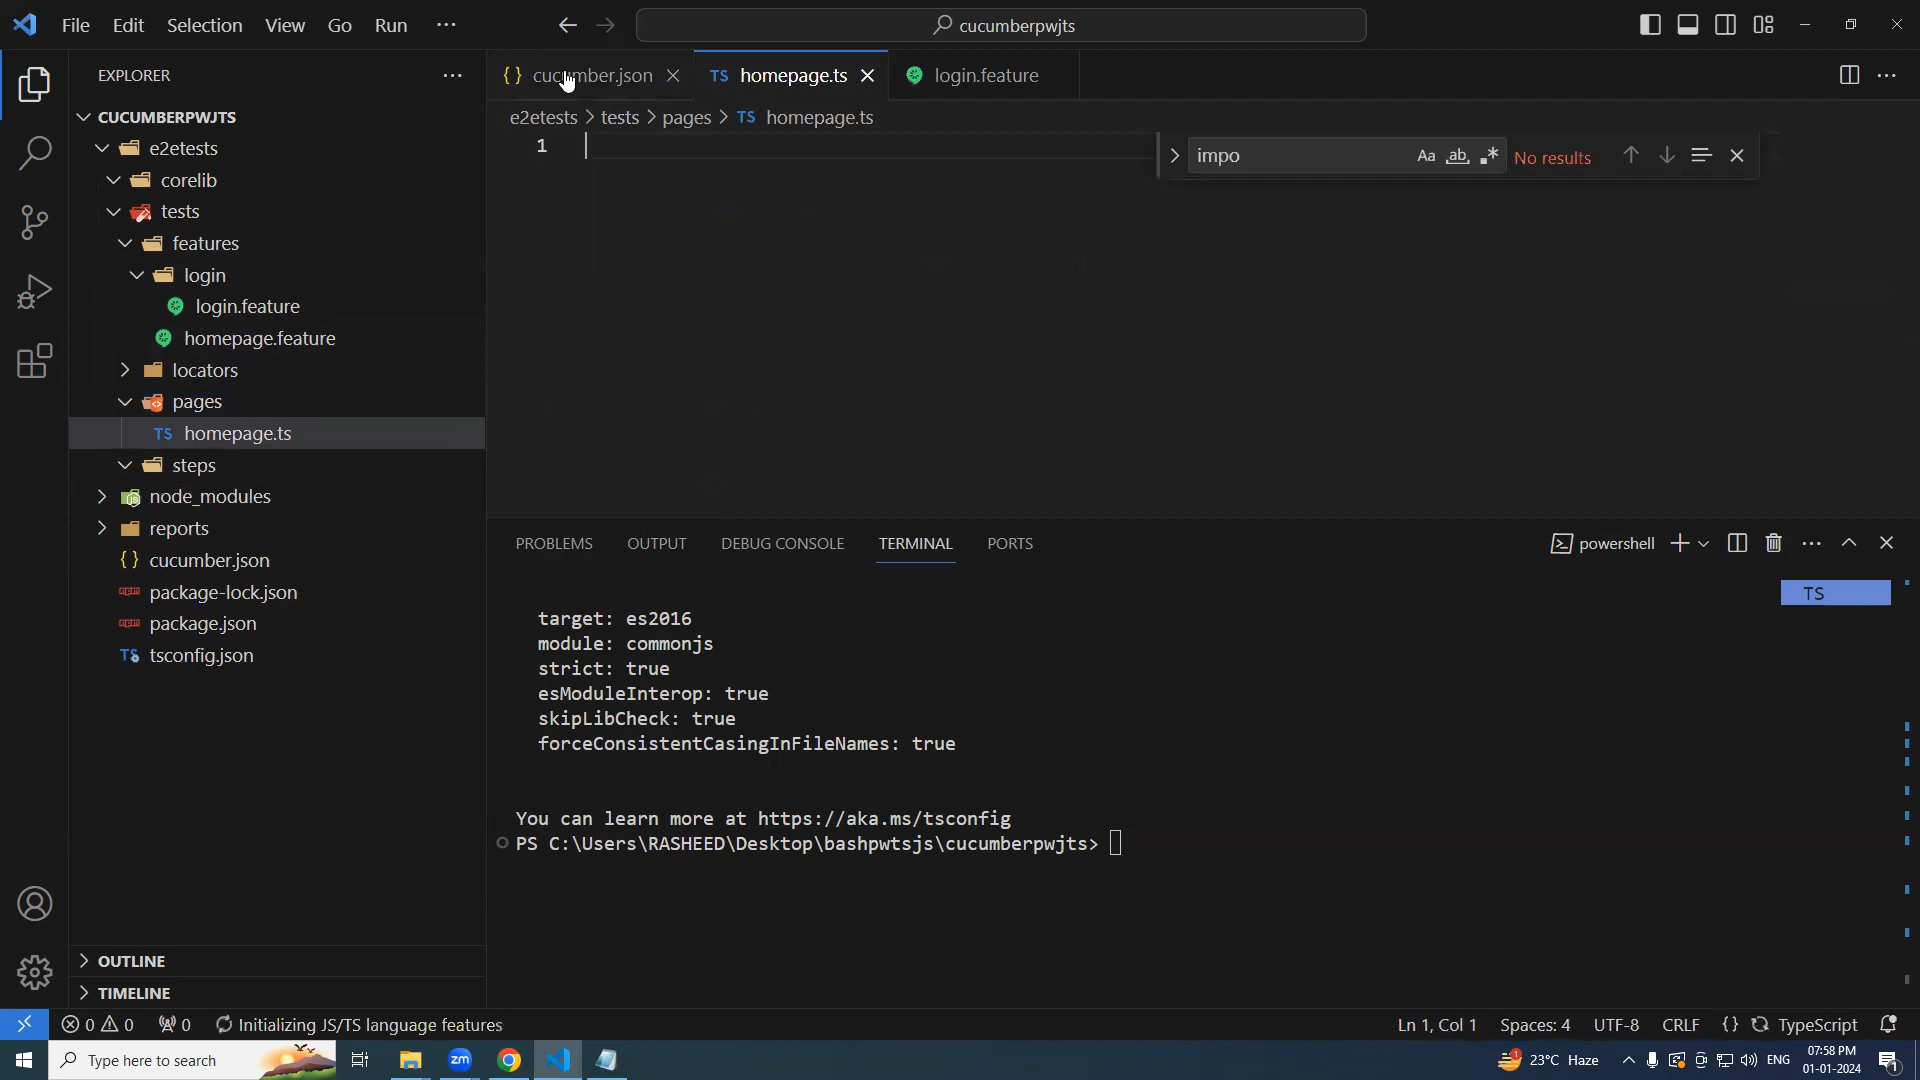 File Edit Selection View Go Run ··· cucumberpwjts
EXPLORER ···
{ } cucumber.json TS homepage.ts login.feature ···
CUCUMBERPWJTS
e2etests > tests > pages > TS homepage.ts
1
impo Aa ab .* No results
e2etests
corelib
tests
features
login
login.feature
homepage.feature
locators
pages
TS homepage.ts
steps
node_modules
reports
{ } cucumber.json
package-lock.json
package.json
TS tsconfig.json
OUTLINE
TIMELINE
PROBLEMS OUTPUT DEBUG CONSOLE TERMINAL PORTS powershell ···
TS
target: es2016
module: commonjs
strict: true
esModuleInterop: true
skipLibCheck: true
forceConsistentCasingInFileNames: true
You can learn more at https://aka.ms/tsconfig
PS C:\Users\RASHEED\Desktop\bashpwtsjs\cucumberpwjts>
0 0 0 Initializing JS/TS language features Ln 1, Col 1 Spaces: 4 UTF-8 CRLF { } TypeScript
Type here to search 1 23°C Haze ENG 07:58 PM 1
01-01-2024